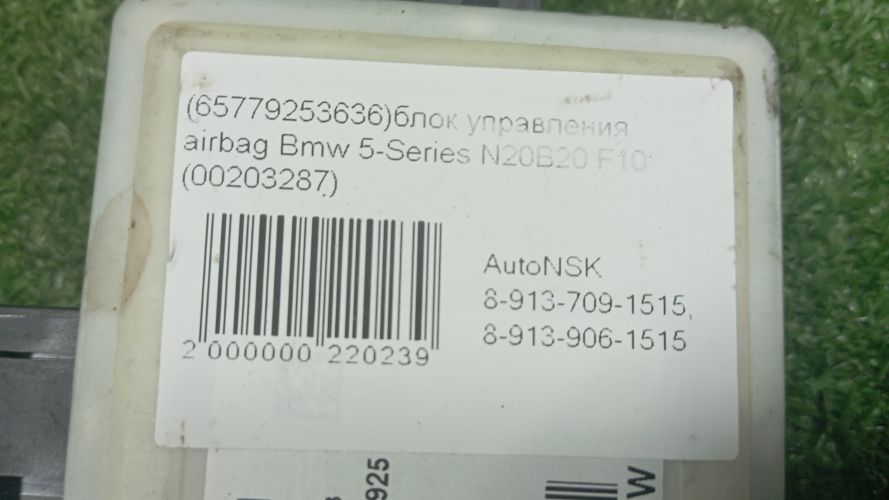 (65779253636)блок управления
airbag Bmw 5-Series N20B20 F10
(00203287)
AutoNSK
8-913-709-1515,
8-913-906-1515
2 000000 220239
925
W